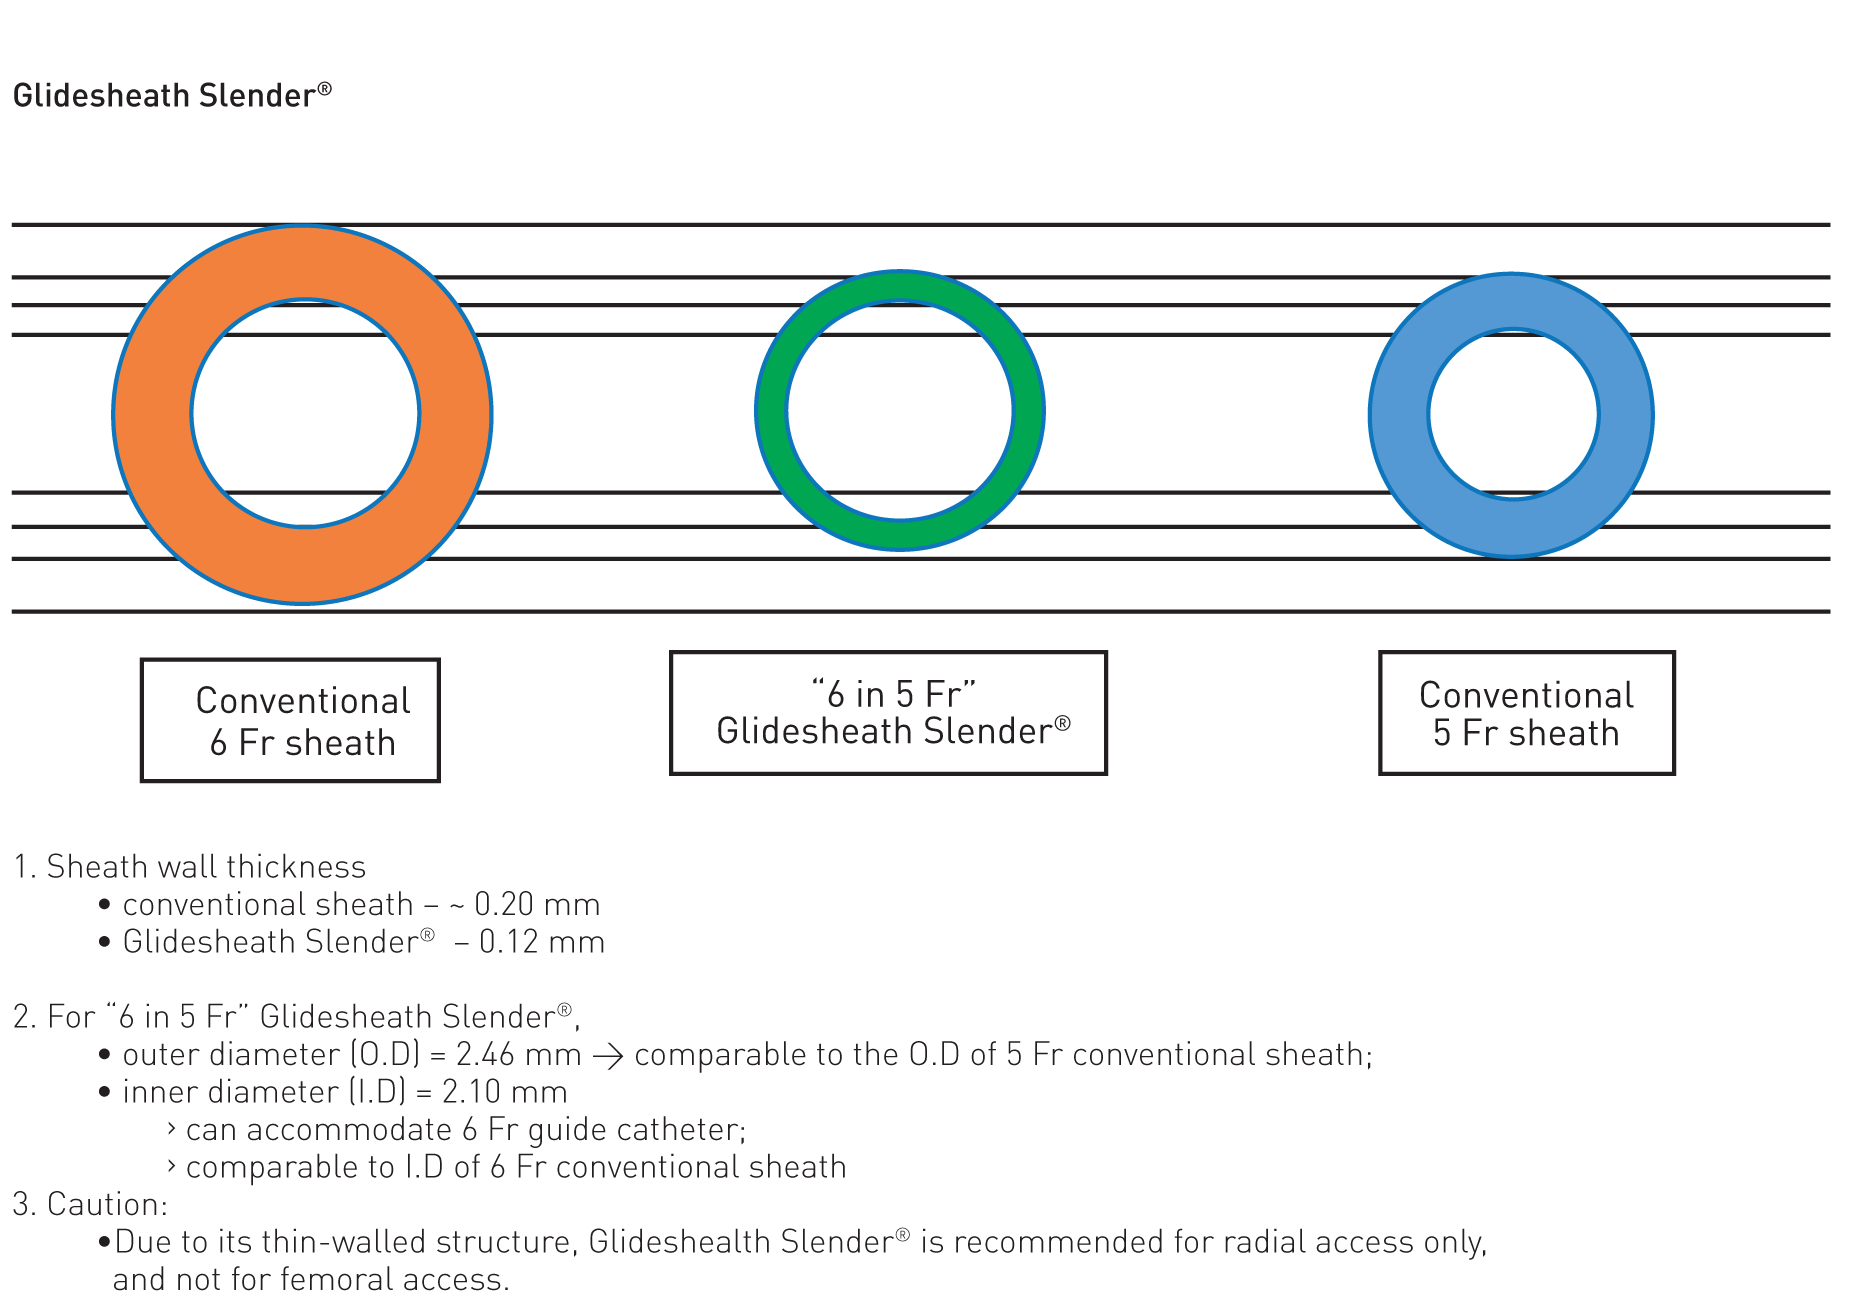 Glidesheath Slender®
Conventional
6 Fr sheath
“6 in 5 Fr”
Glidesheath Slender®
Conventional
5 Fr sheath
1. Sheath wall thickness
• conventional sheath – ~ 0.20 mm
• Glidesheath Slender® – 0.12 mm
2. For “6 in 5 Fr” Glidesheath Slender®,
• outer diameter (O.D) = 2.46 mm → comparable to the O.D of 5 Fr conventional sheath;
• inner diameter (I.D) = 2.10 mm
> can accommodate 6 Fr guide catheter;
> comparable to I.D of 6 Fr conventional sheath
3. Caution:
•Due to its thin-walled structure, Glideshealth Slender® is recommended for radial access only,
and not for femoral access.